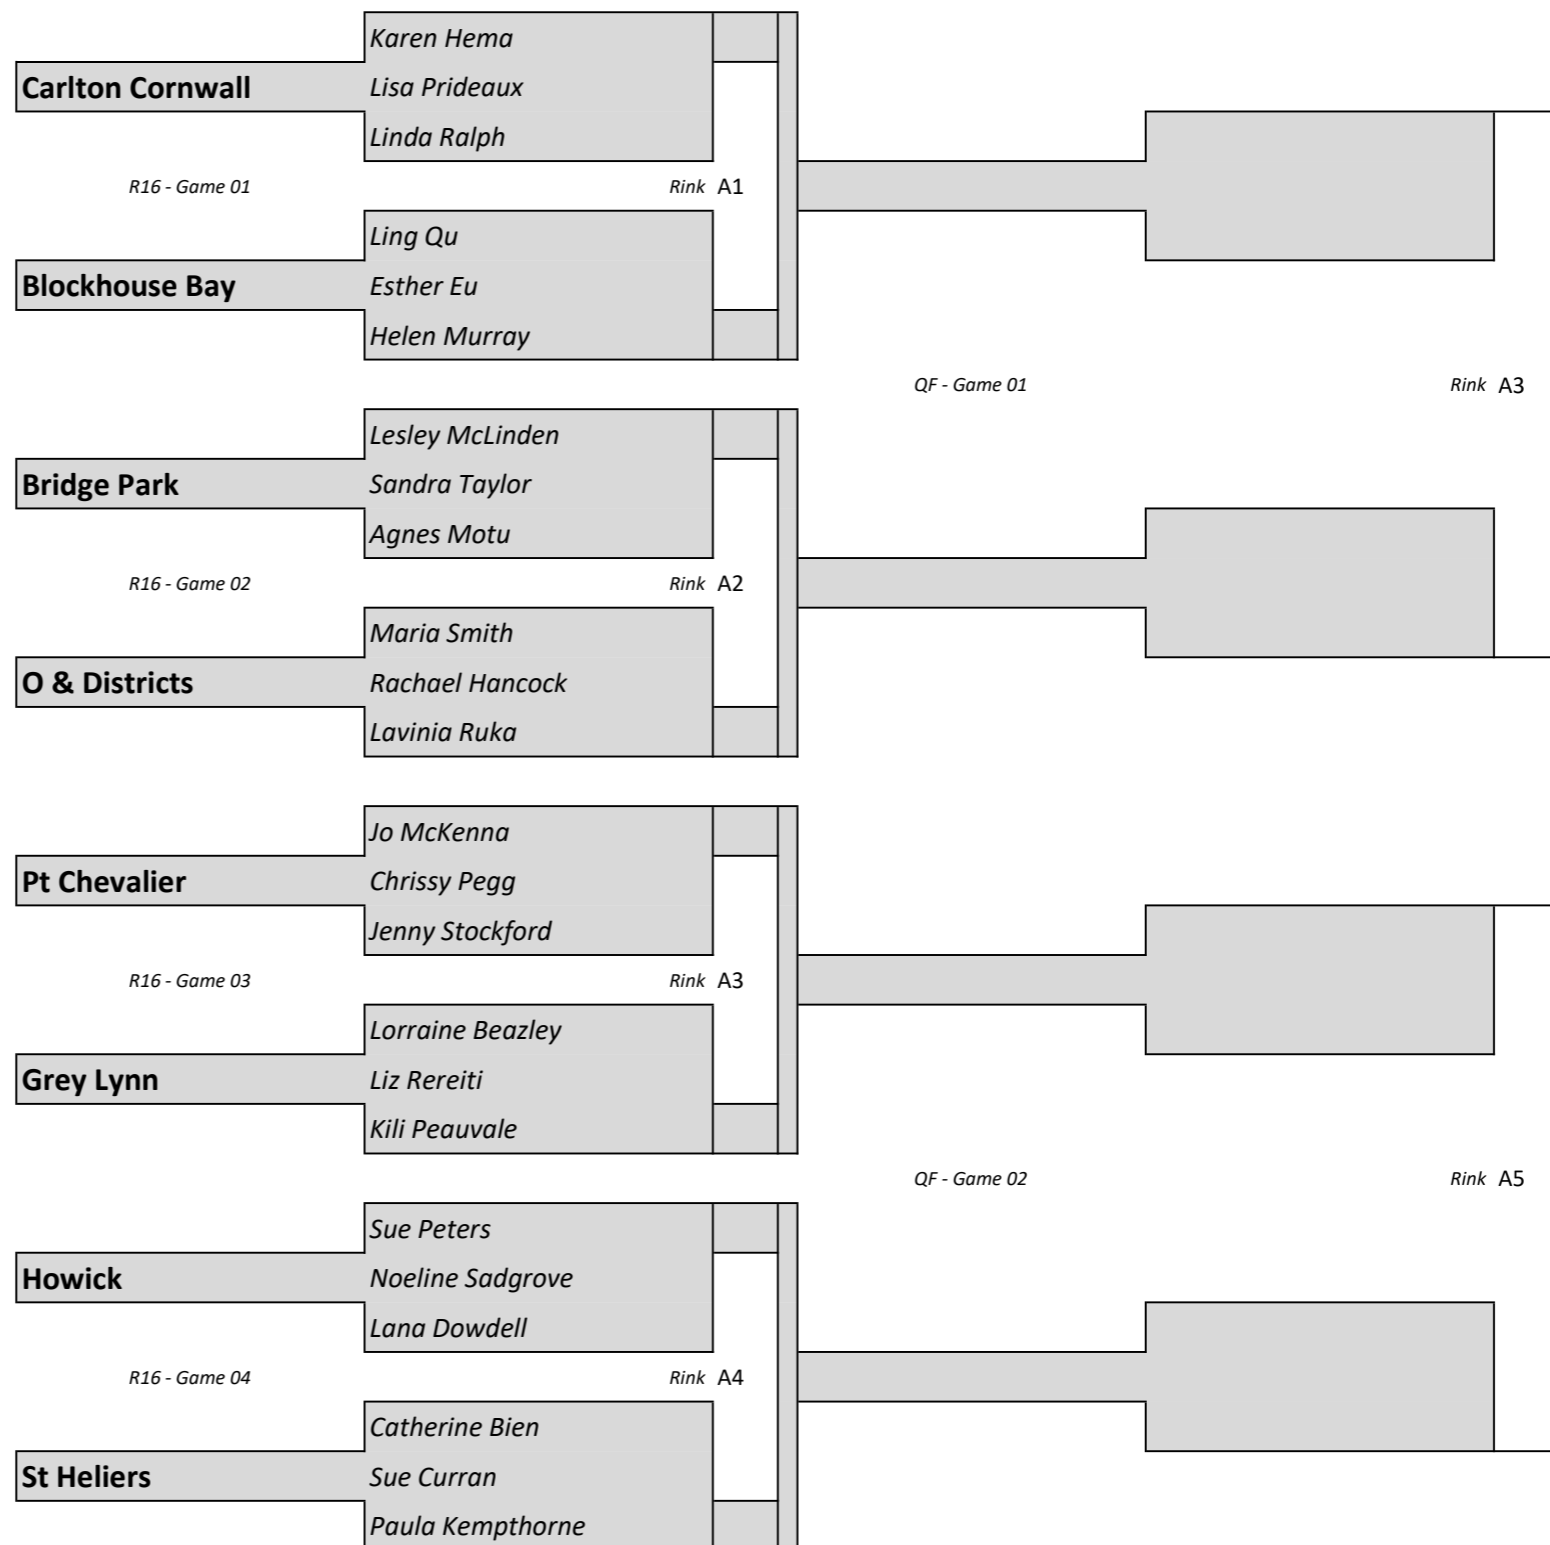 Karen Hema
Carlton Cornwall Lisa Prideaux
Linda Ralph
R16 - Game 01 Rink A1
Ling Qu
Blockhouse Bay Esther Eu
Helen Murray
QF - Game 01 Rink A3
Lesley McLinden
Bridge Park Sandra Taylor
Agnes Motu
R16 - Game 02 Rink A2
Maria Smith
O & Districts Rachael Hancock
Lavinia Ruka
Jo McKenna
Pt Chevalier Chrissy Pegg
Jenny Stockford
R16 - Game 03 Rink A3
Lorraine Beazley
Grey Lynn Liz Rereiti
Kili Peauvale
QF - Game 02 Rink A5
Sue Peters
Howick Noeline Sadgrove
Lana Dowdell
R16 - Game 04 Rink A4
Catherine Bien
St Heliers Sue Curran
Paula Kempthorne